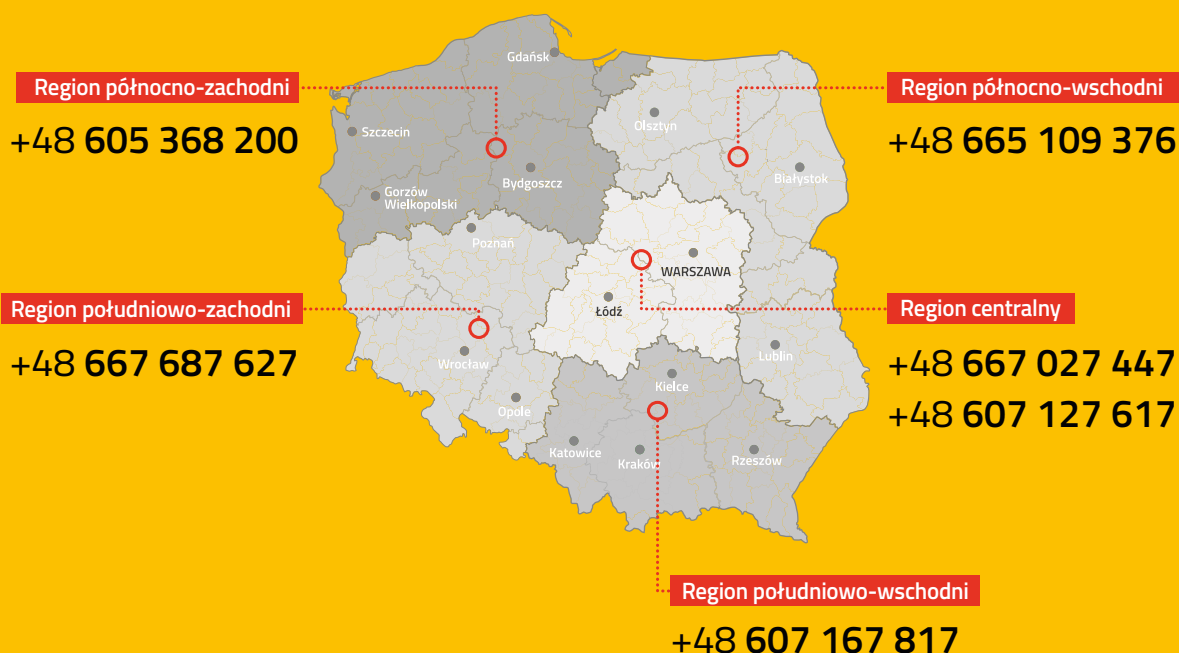 Region północno-zachodni
+48 605 368 200
Region północno-wschodni
+48 665 109 376
Gdańsk
Olsztyn
Szczecin
Białystok
Bydgoszcz
Gorzów
Wielkopolski
Poznań
WARSZAWA
Łódź
Region południowo-zachodni
+48 667 687 627
Region centralny
+48 667 027 447
+48 607 127 617
Wrocław
Lublin
Kielce
Opole
Katowice
Kraków
Rzeszów
Region południowo-wschodni
+48 607 167 817